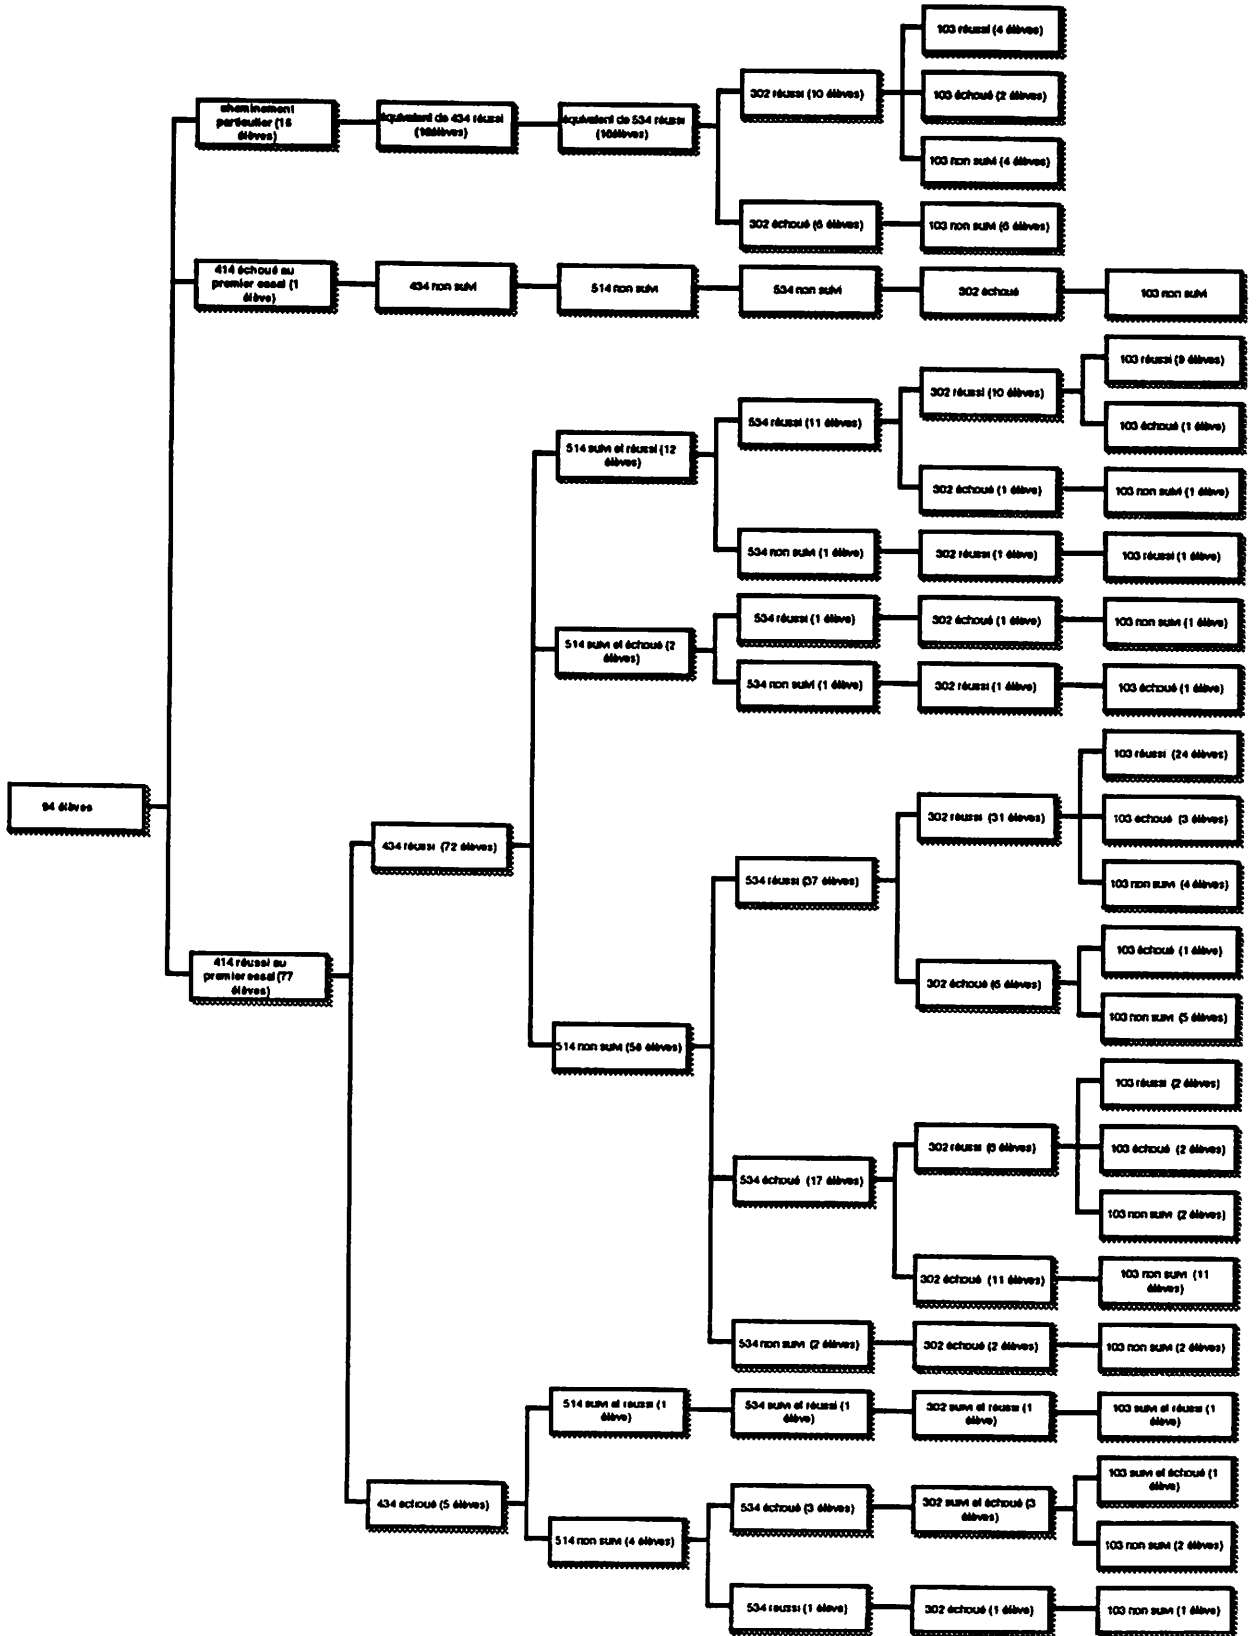 103 réussi (4 élèves)
302 réussi (10 élèves)
103 échoué (2 élèves)
103 non suivi (4 élèves)
cheminement
particulier (16
élèves)
équivalent de 434 réussi
(16élèves)
équivalent de 534 réussi
(16élèves)
302 échoué (6 élèves)
103 non suivi (6 élèves)
414 échoué au
premier essai (1
élève)
434 non suivi
514 non suivi
534 non suivi
302 échoué
103 non suivi
103 réussi (9 élèves)
302 réussi (10 élèves)
103 échoué (1 élève)
534 réussi (11 élèves)
514 suivi et réussi (12
élèves)
302 échoué (1 élève)
103 non suivi (1 élève)
534 non suivi (1 élève)
302 réussi (1 élève)
103 réussi (1 élève)
534 réussi (1 élève)
302 échoué (1 élève)
103 non suivi (1 élève)
514 suivi et échoué (2
élèves)
534 non suivi (1 élève)
302 réussi (1 élève)
103 échoué (1 élève)
103 réussi (24 élèves)
94 élèves
302 réussi (31 élèves)
103 échoué (3 élèves)
434 réussi (72 élèves)
534 réussi (37 élèves)
103 non suivi (4 élèves)
103 échoué (1 élève)
414 réussi au
premier essai (77
élèves)
302 échoué (6 élèves)
103 non suivi (5 élèves)
514 non suivi (56 élèves)
103 réussi (2 élèves)
302 réussi (6 élèves)
103 échoué (2 élèves)
534 échoué (17 élèves)
103 non suivi (2 élèves)
302 échoué (11 élèves)
103 non suivi (11
élèves)
534 non suivi (2 élèves)
302 échoué (2 élèves)
103 non suivi (2 élèves)
514 suivi et réussi (1
élève)
534 suivi et réussi (1
élève)
302 suivi et réussi (1
élève)
103 suivi et réussi (1
élève)
434 échoué (5 élèves)
534 échoué (3 élèves)
302 suivi et échoué (3
élèves)
103 suivi et échoué (1
élève)
514 non suivi (4 élèves)
103 non suivi (2 élèves)
534 réussi (1 élève)
302 échoué (1 élève)
103 non suivi (1 élève)